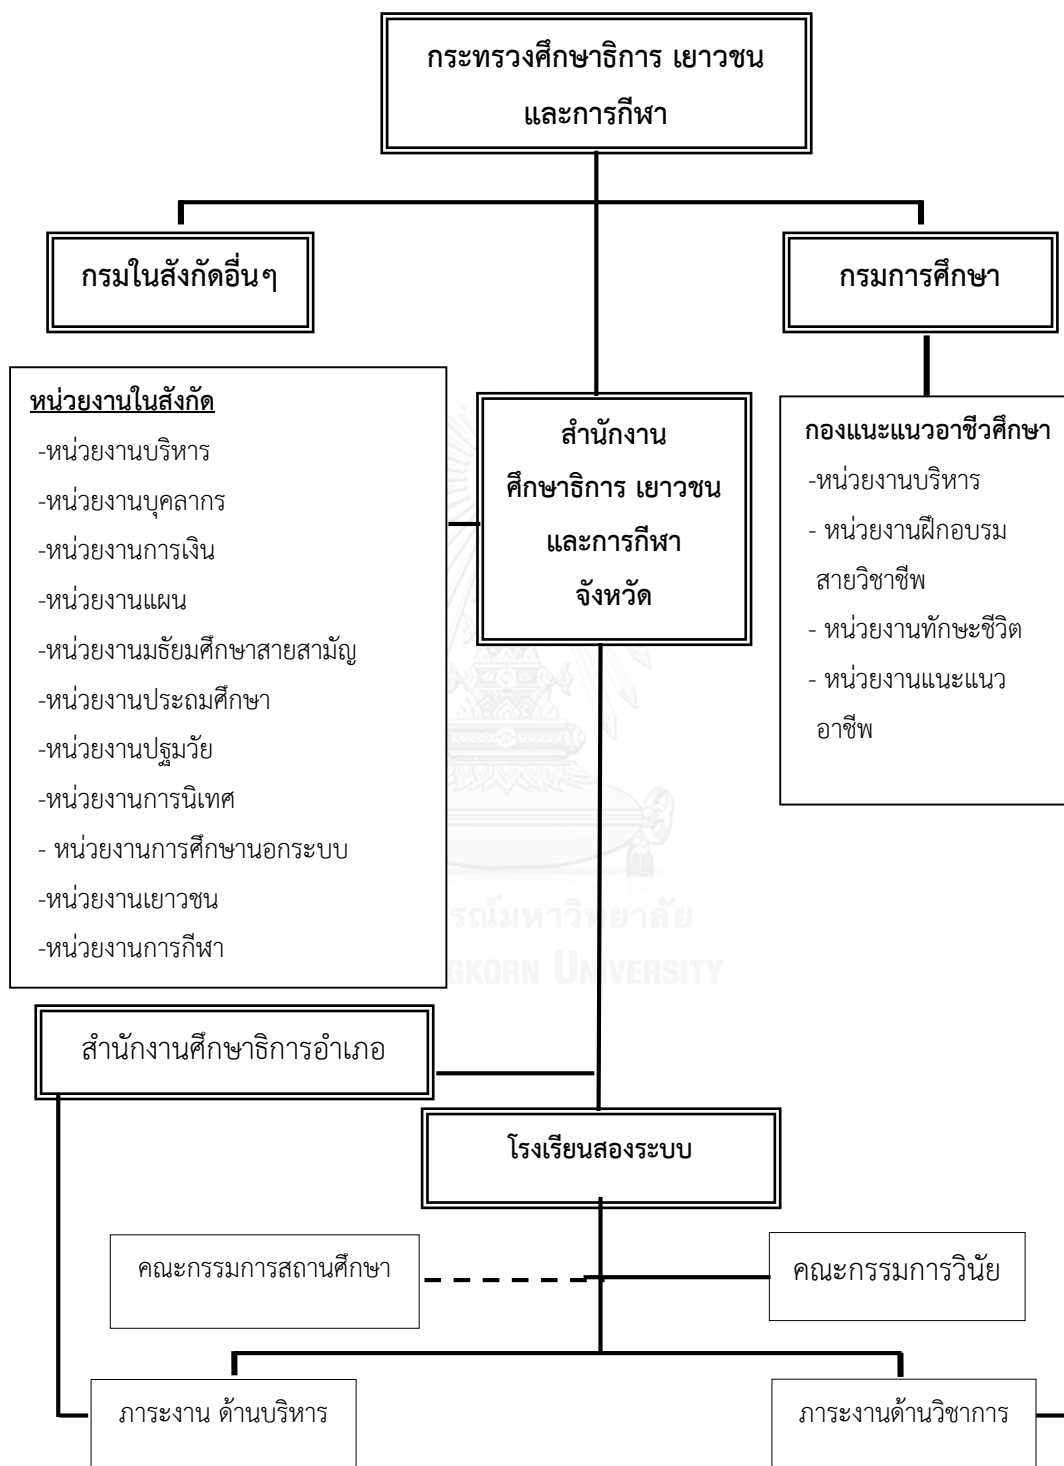 กระทรวงศึกษาธิการ เยาวชน
และการกีฬา
กรมในสังกัดอื่นๆ
กรมการศึกษา
หน่วยงานในสังกัด
-หน่วยงานบริหาร
-หน่วยงานบุคลากร
-หน่วยงานการเงิน
-หน่วยงานแผน
-หน่วยงานมธัยมศึกษาสายสามัญ
-หน่วยงานประถมศึกษา
-หน่วยงานปฐมวัย
-หน่วยงานการนิเทศ
- หน่วยงานการศึกษานอกระบบ
-หน่วยงานเยาวชน
-หน่วยงานการกีฬา
สำนักงาน
ศึกษาธิการ เยาวชน
และการกีฬา
จังหวัด
กองแนะแนวอาชีวศึกษา
-หน่วยงานบริหาร
- หน่วยงานฝึกอบรม
สายวิชาชีพ
- หน่วยงานทักษะชีวิต
- หน่วยงานแนะแนว
อาชีพ
รณ์มหาวิทยาลัย
GKORN UNIVERSITY
สำนักงานศึกษาธิการอำเภอ
โรงเรียนสองระบบ
คณะกรรมการสถานศึกษา
คณะกรรมการวินัย
ภาระงาน ด้านบริหาร
ภาระงานด้านวิชาการ